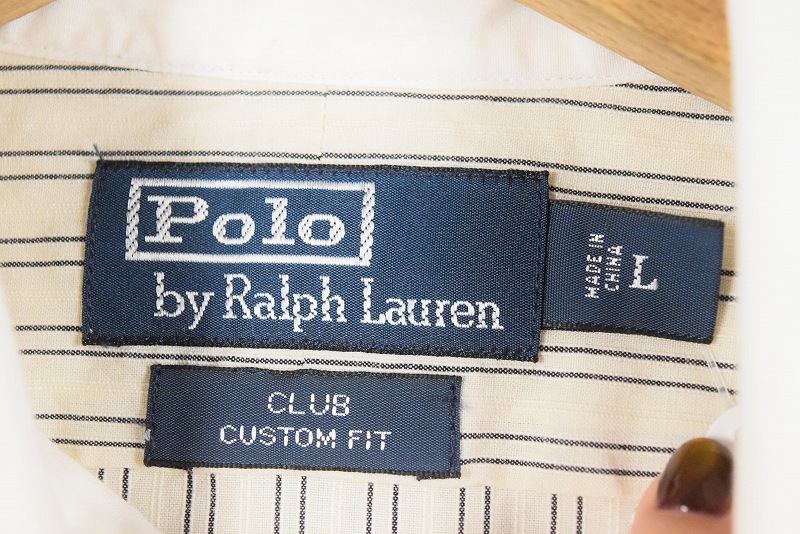 Polo
by Ralph Lauren
MADE IN
CHINA
L
CLUB
CUSTOM FIT